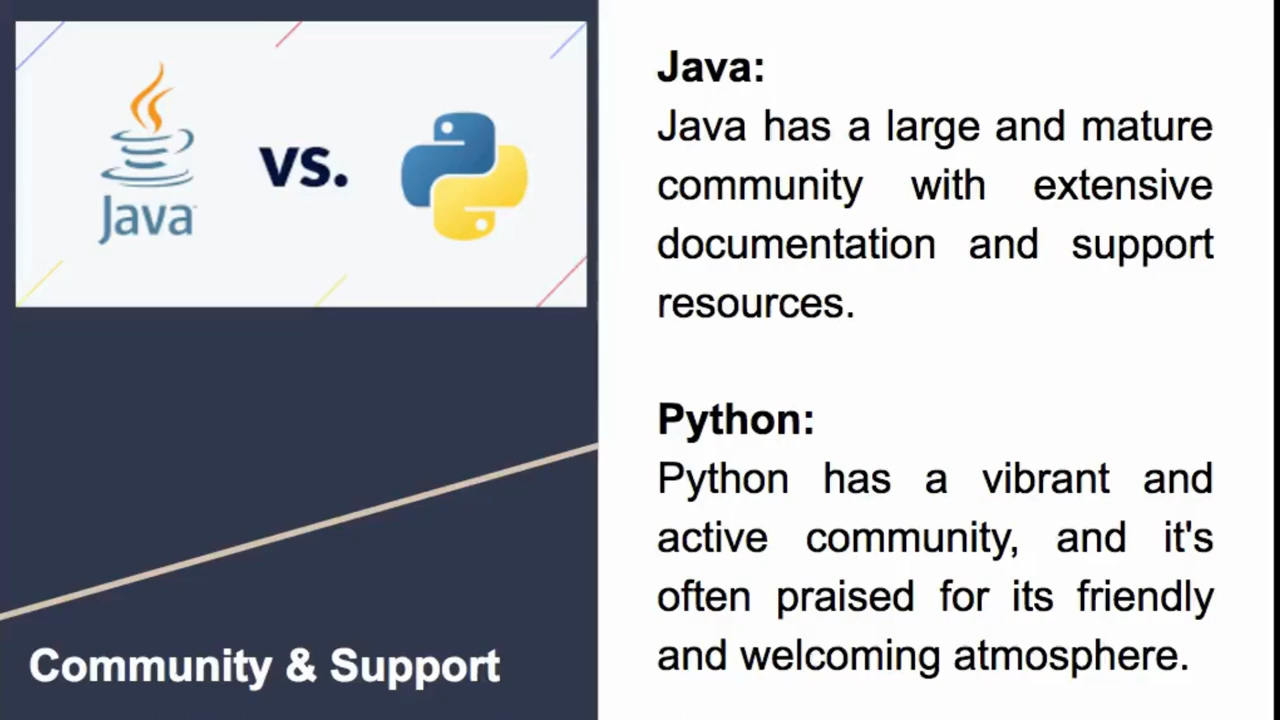 Java
vs.
Community & Support
Java:
Java has a large and mature
community with extensive
documentation and support
resources.
Python:
Python has a vibrant and
active community, and it's
often praised for its friendly
and welcoming atmosphere.